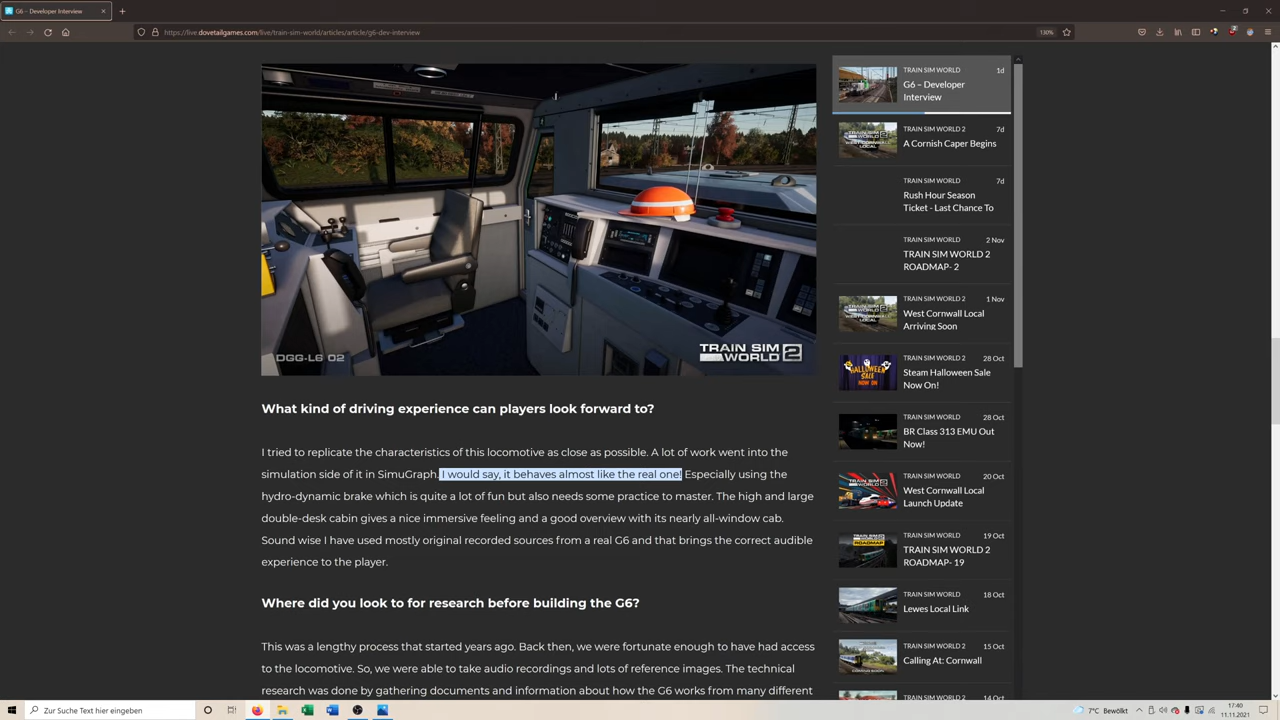 G6 – Developer Interview
https://live.dovetailgames.com/live/train-sim-world/articles/article/g6-dev-interview
130%
DGG-L6 02
TRAIN SIM
WORLD 2
What kind of driving experience can players look forward to?
I tried to replicate the characteristics of this locomotive as close as possible. A lot of work went into the
simulation side of it in SimuGraph. I would say, it behaves almost like the real one! Especially using the
hydro-dynamic brake which is quite a lot of fun but also needs some practice to master. The high and large
double-desk cabin gives a nice immersive feeling and a good overview with its nearly all-window cab.
Sound wise I have used mostly original recorded sources from a real G6 and that brings the correct audible
experience to the player.
Where did you look to for research before building the G6?
This was a lengthy process that started years ago. Back then, we were fortunate enough to have had access
to the locomotive. So, we were able to take audio recordings and lots of reference images. The technical
research was done by gathering documents and information about how the G6 works from many different
TRAIN SIM WORLD 1d
G6 – Developer
Interview
TRAIN SIM WORLD 2 7d
A Cornish Caper Begins
TRAIN SIM WORLD 7d
Rush Hour Season
Ticket - Last Chance To
TRAIN SIM WORLD 2 Nov
TRAIN SIM WORLD 2
ROADMAP- 2
TRAIN SIM WORLD 2 1 Nov
West Cornwall Local
Arriving Soon
TRAIN SIM WORLD 2 28 Oct
Steam Halloween Sale
Now On!
TRAIN SIM WORLD 28 Oct
BR Class 313 EMU Out
Now!
TRAIN SIM WORLD 2 20 Oct
West Cornwall Local
Launch Update
TRAIN SIM WORLD 19 Oct
TRAIN SIM WORLD 2
ROADMAP- 19
TRAIN SIM WORLD 18 Oct
Lewes Local Link
TRAIN SIM WORLD 2 15 Oct
Calling At: Cornwall
TRAIN SIM WORLD 2 14 Oct
Zur Suche Text hier eingeben
7°C Bewölkt
17:40
11.11.2021